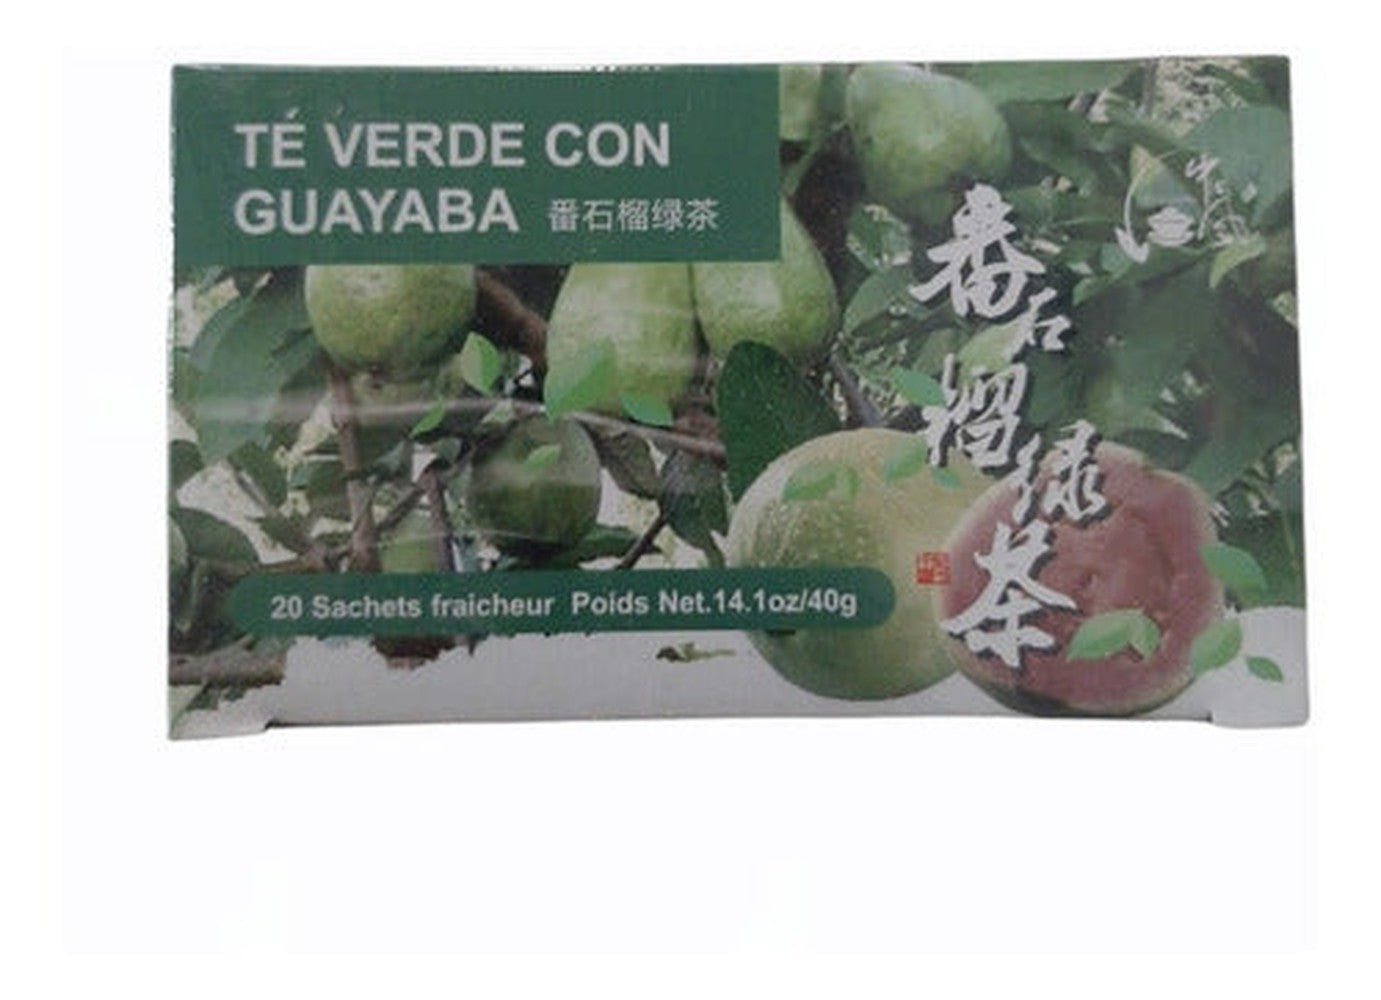 TÉ VERDE CON
GUAYABA 番石榴绿茶
番石榴绿茶
20 Sachets fraicheur Poids Net.14.1oz/40g